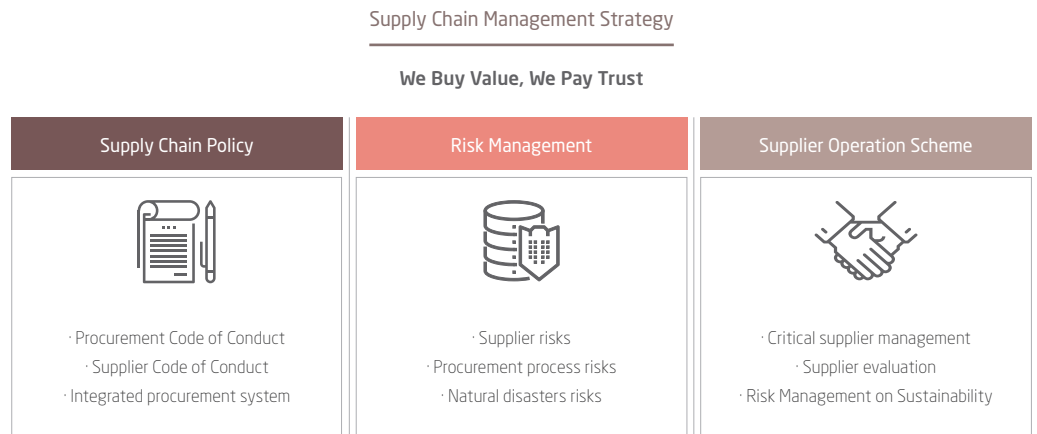 Supply Chain Management Strategy
We Buy Value, We Pay Trust
Supply Chain Policy
· Procurement Code of Conduct
· Supplier Code of Conduct
· Integrated procurement system
Risk Management
· Supplier risks
· Procurement process risks
· Natural disasters risks
Supplier Operation Scheme
· Critical supplier management
· Supplier evaluation
· Risk Management on Sustainability